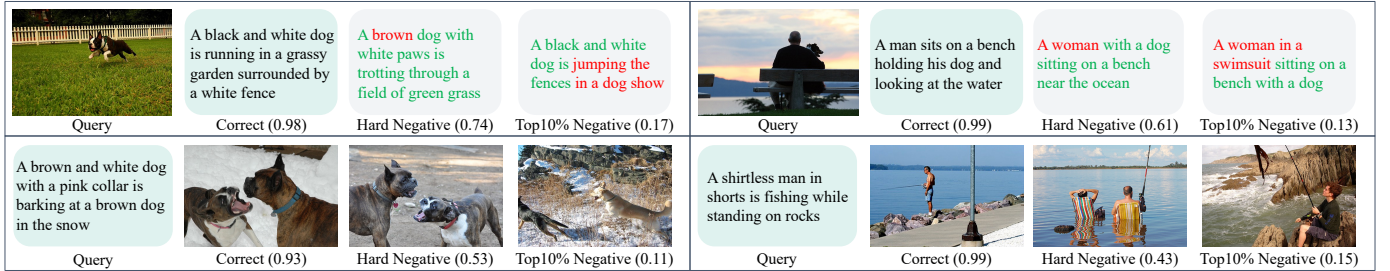 A black and white dog
is running in a grassy
garden surrounded by
a white fence
A brown dog with
white paws is
trotting through a
field of green grass
A black and white
dog is jumping the
fences in a dog show
Query
Correct (0.98)
Hard Negative (0.74)
Top10% Negative (0.17)
A man sits on a bench
holding his dog and
looking at the water
A woman with a dog
sitting on a bench
near the ocean
A woman in a
swimsuit sitting on a
bench with a dog
Query
Correct (0.99)
Hard Negative (0.61)
Top10% Negative (0.13)
A brown and white dog
with a pink collar is
barking at a brown dog
in the snow
Query
Correct (0.93)
Hard Negative (0.53)
Top10% Negative (0.11)
A shirtless man in
shorts is fishing while
standing on rocks
Query
Correct (0.99)
Hard Negative (0.43)
Top10% Negative (0.15)